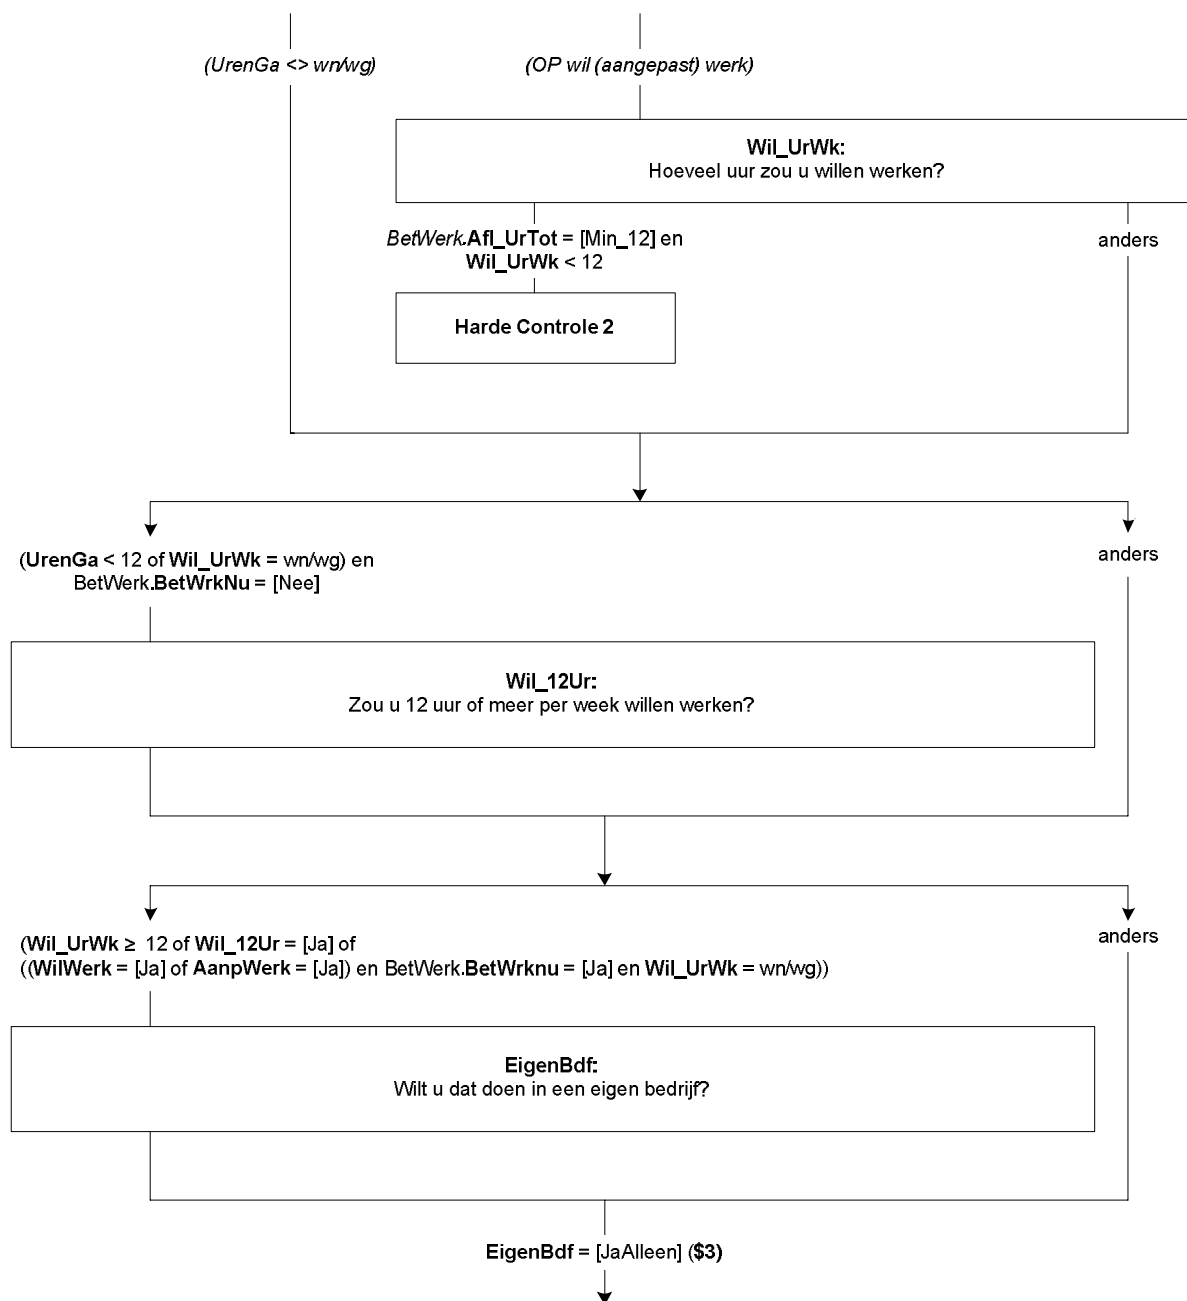 (UrenGa <> wn/wg)
(OP wil (aangepast) werk)
Wil_UrWk:
Hoeveel uur zou u willen werken?
BetWerk.Afl_UrTot = [Min_12] en
Wil_UrWk < 12
anders
Harde Controle 2
(UrenGa < 12 of Wil_UrWk = wn/wg) en
BetWerk.BetWrkNu = [Nee]
anders
Wil_12Ur:
Zou u 12 uur of meer per week willen werken?
(Wil_UrWk ≥ 12 of Wil_12Ur = [Ja] of
((WilWerk = [Ja] of AanpWerk = [Ja]) en BetWerk.BetWrknu = [Ja] en Wil_UrWk = wn/wg))
anders
EigenBdf:
Wilt u dat doen in een eigen bedrijf?
EigenBdf = [JaAlleen] ($3)